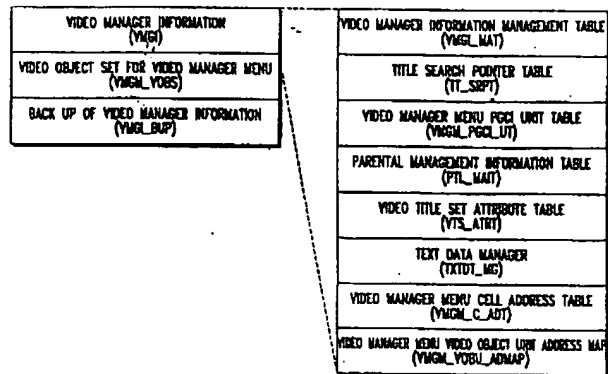 VIDEO MANAGER INFORMATION
(VMGI)
VIDEO OBJECT SET FOR VIDEO MANAGER MENU
(VMGM_VOBS)
BACK UP OF VIDEO MANAGER INFORMATION
(VMGI_BUP)
VIDEO MANAGER INFORMATION MANAGEMENT TABLE
(VMGI_MAT)
TITLE SEARCH POINTER TABLE
(TT_SRPT)
VIDEO MANAGER MENU PGCI UNIT TABLE
(VMGM_PGCI_UT)
PARENTAL MANAGEMENT INFORMATION TABLE
(PTL_MAIT)
VIDEO TITLE SET ATTRIBUTE TABLE
(VTS_ATRT)
TEXT DATA MANAGER
(TXTDT_MG)
VIDEO MANAGER MENU CELL ADDRESS TABLE
(VMGM_C_ADT)
VIDEO MANAGER MENU VIDEO OBJECT UNIT ADDRESS MAP
(VMGM_VOBU_ADMAP)